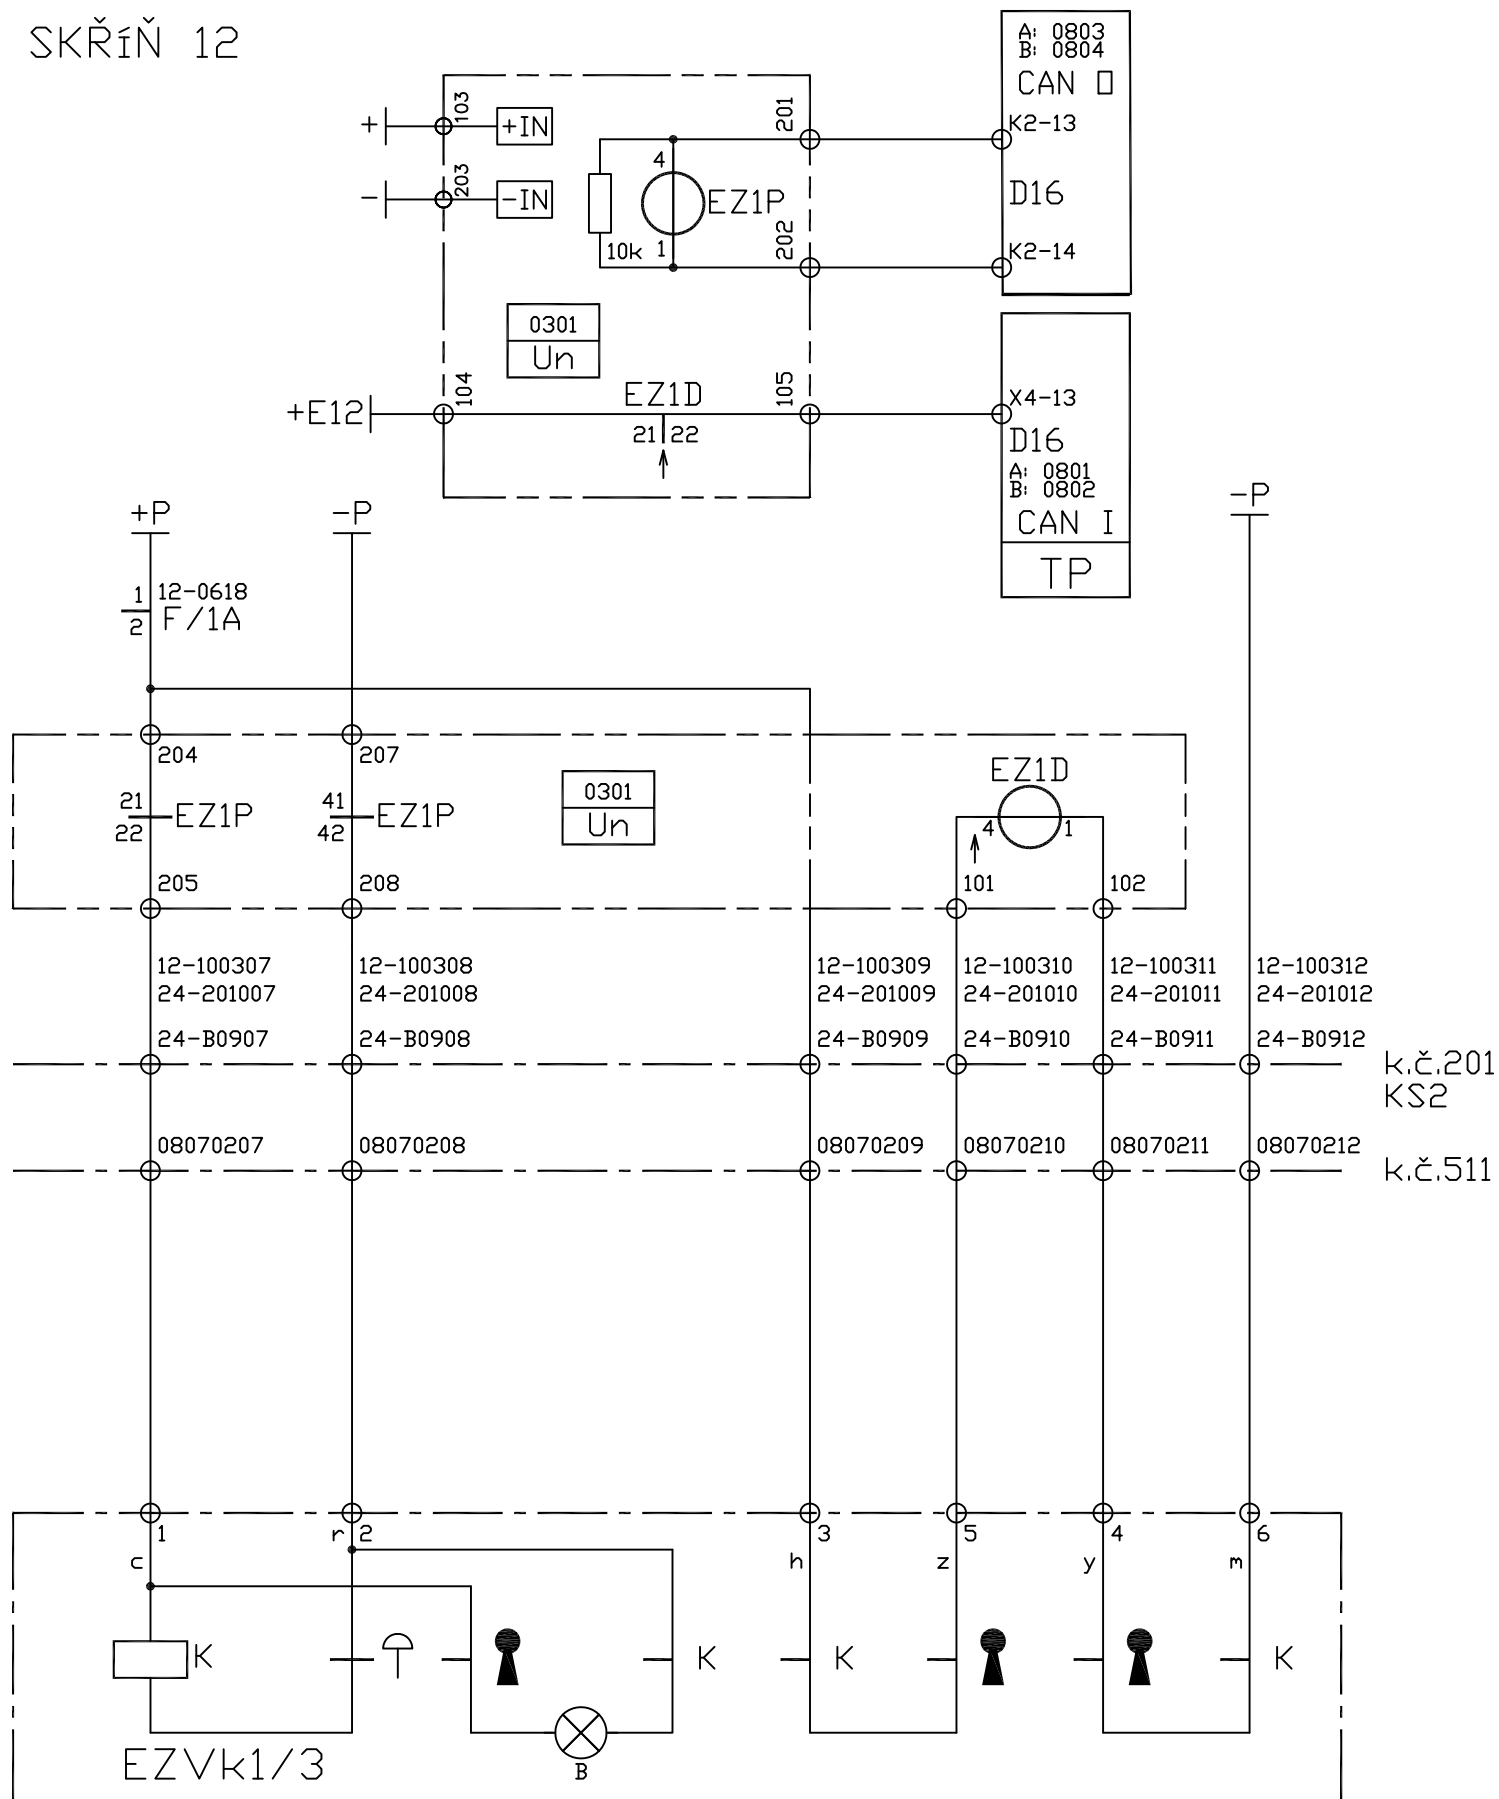 SKŘÍŇ 12
A: 0803
B: 0804
CAN O
+
103
+IN
201
K2-13
-
203
-IN
4
EZ1P
D16
10k
1
202
K2-14
0301
Un
+E12
104
EZ1D
21
22
105
X4-13
D16
A: 0801
B: 0802
CAN I
TP
+P
-P
-P
1
12-0618
2
F/1A
204
207
EZ1D
21
22
EZ1P
41
42
EZ1P
0301
Un
4
1
205
208
101
102
12-100307
12-100308
12-100309
12-100310
12-100311
12-100312
24-201007
24-201008
24-201009
24-201010
24-201011
24-201012
24-B0907
24-B0908
24-B0909
24-B0910
24-B0911
24-B0912
k.č.201
KS2
08070207
08070208
08070209
08070210
08070211
08070212
k.č.511
1
r
2
3
5
4
6
c
h
z
y
m
K
K
K
K
EZVk1/3
B